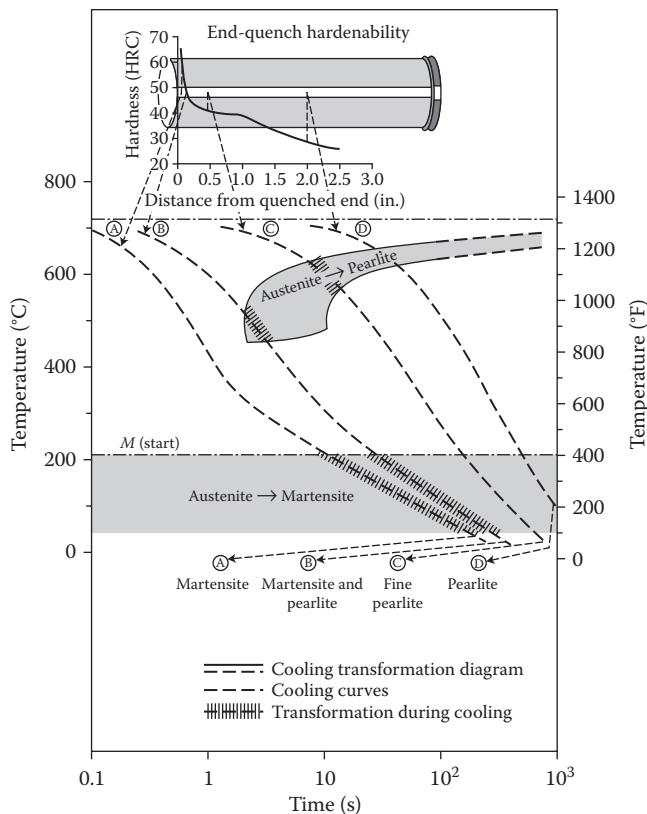 End-quench hardenability
Hardness (HRC)
70
60
50
40
30
20
0 0.5 1.0 1.5 2.0 2.5 3.0
Distance from quenched end (in.)
800
600
400
200
0
Temperature (°C)
1400
1200
1000
800
600
400
200
0
Temperature (°F)
A B C D
Austenite → Pearlite
M (start)
Austenite → Martensite
A B C D
Martensite
Martensite and
pearlite
Fine
pearlite
Pearlite
Cooling transformation diagram
Cooling curves
Transformation during cooling
0.1 1 10 10² 10³
Time (s)